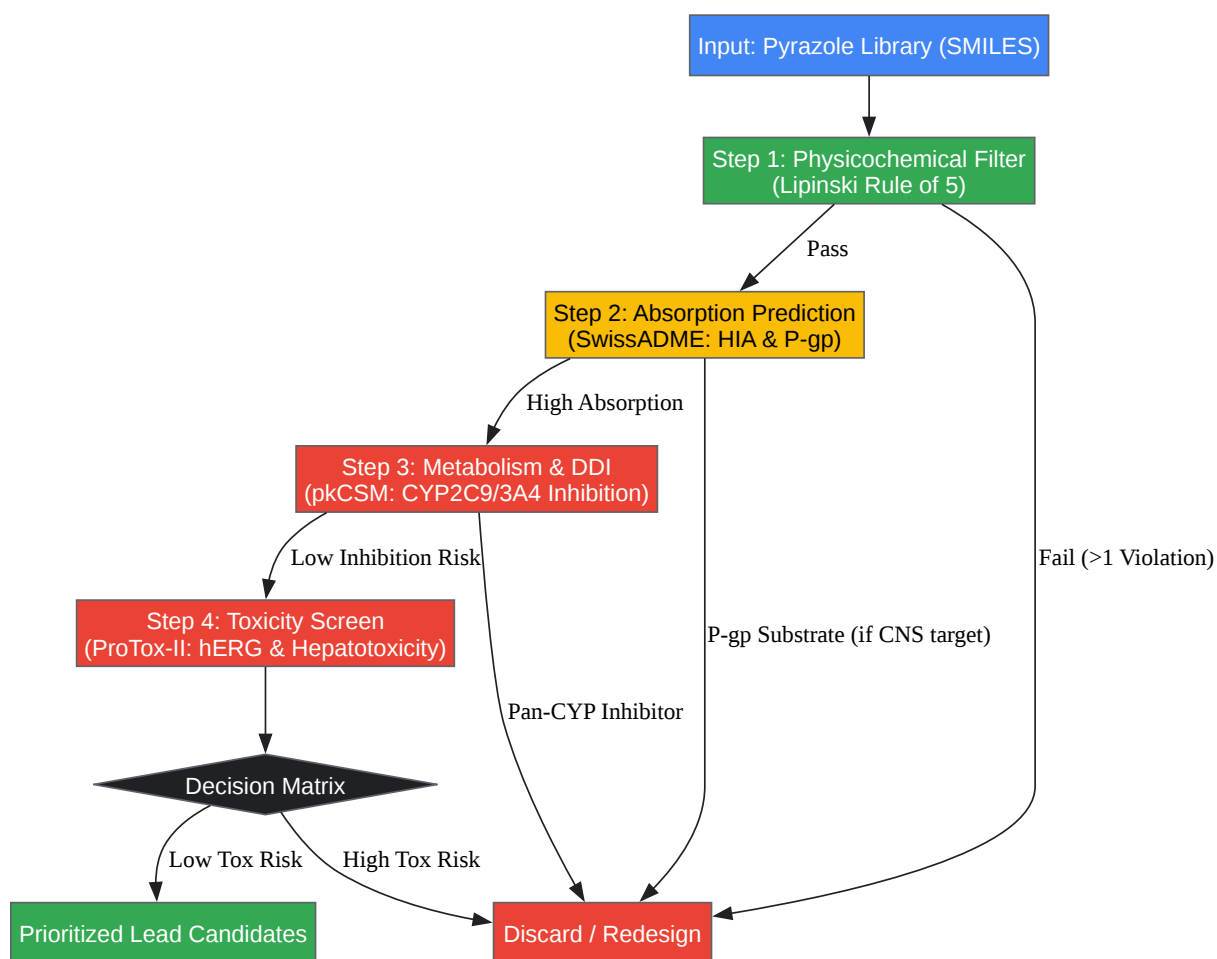 Input: Pyrazole Library (SMILES)
Step 1: Physicochemical Filter
(Lipinski Rule of 5)
Pass
Step 2: Absorption Prediction
(SwissADME: HIA & P-gp)
High Absorption
Step 3: Metabolism & DDI
(pkCSM: CYP2C9/3A4 Inhibition)
Low Inhibition Risk
Fail (>1 Violation)
Step 4: Toxicity Screen
(ProTox-II: hERG & Hepatotoxicity)
P-gp Substrate (if CNS target)
Pan-CYP Inhibitor
Decision Matrix
Low Tox Risk
High Tox Risk
Prioritized Lead Candidates
Discard / Redesign